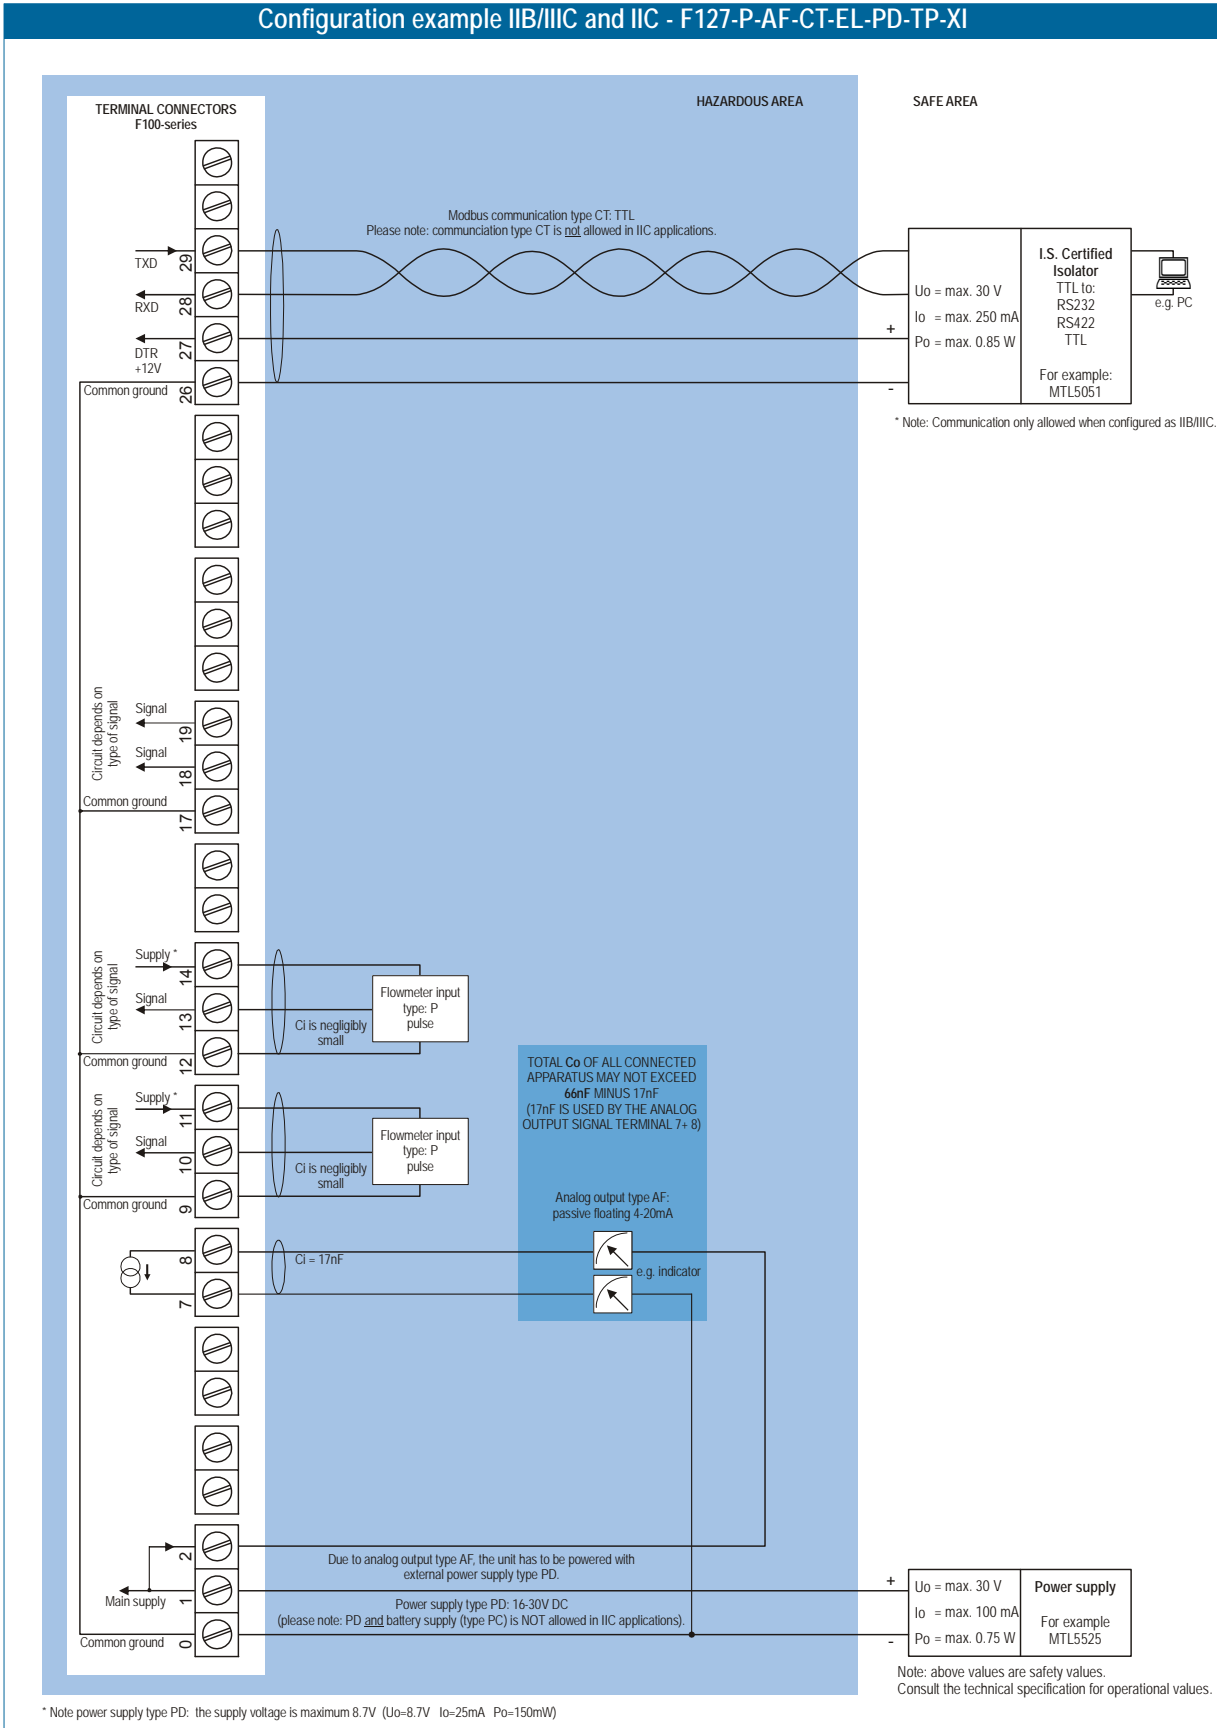 Configuration example IIB/IIIC and IIC - F127-P-AF-CT-EL-PD-TP-XI
TERMINAL CONNECTORS
F100-series
HAZARDOUS AREA
SAFE AREA
Modbus communication type CT: TTL
Please note: communciation type CT is not allowed in IIC applications.
TXD
29
RXD
28
DTR
+12V
27
Common ground
26
+
-
Uo = max. 30 V
Io = max. 250 mA
Po = max. 0.85 W
I.S. Certified
Isolator
TTL to:
RS232
RS422
TTL
For example:
MTL5051
e.g. PC
* Note: Communication only allowed when configured as IIB/IIIC.
Circuit depends on
type of signal
Signal
19
Signal
18
Common ground
17
Circuit depends on
type of signal
Supply *
14
Signal
13
Common ground
12
Flowmeter input
type: P
pulse
Ci is negligibly
small
Circuit depends on
type of signal
Supply *
11
Signal
10
Common ground
9
Flowmeter input
type: P
pulse
Ci is negligibly
small
TOTAL Co OF ALL CONNECTED
APPARATUS MAY NOT EXCEED
66nF MINUS 17nF
(17nF IS USED BY THE ANALOG
OUTPUT SIGNAL TERMINAL 7+ 8)
Analog output type AF:
passive floating 4-20mA
8
Ci = 17nF
e.g. indicator
7
2
Due to analog output type AF, the unit has to be powered with
external power supply type PD.
Main supply
1
Power supply type PD: 16-30V DC
(please note: PD and battery supply (type PC) is NOT allowed in IIC applications).
Common ground
0
+
-
Uo = max. 30 V
Io = max. 100 mA
Po = max. 0.75 W
Power supply
For example
MTL5525
Note: above values are safety values.
Consult the technical specification for operational values.
* Note power supply type PD: the supply voltage is maximum 8.7V (Uo=8.7V Io=25mA Po=150mW)